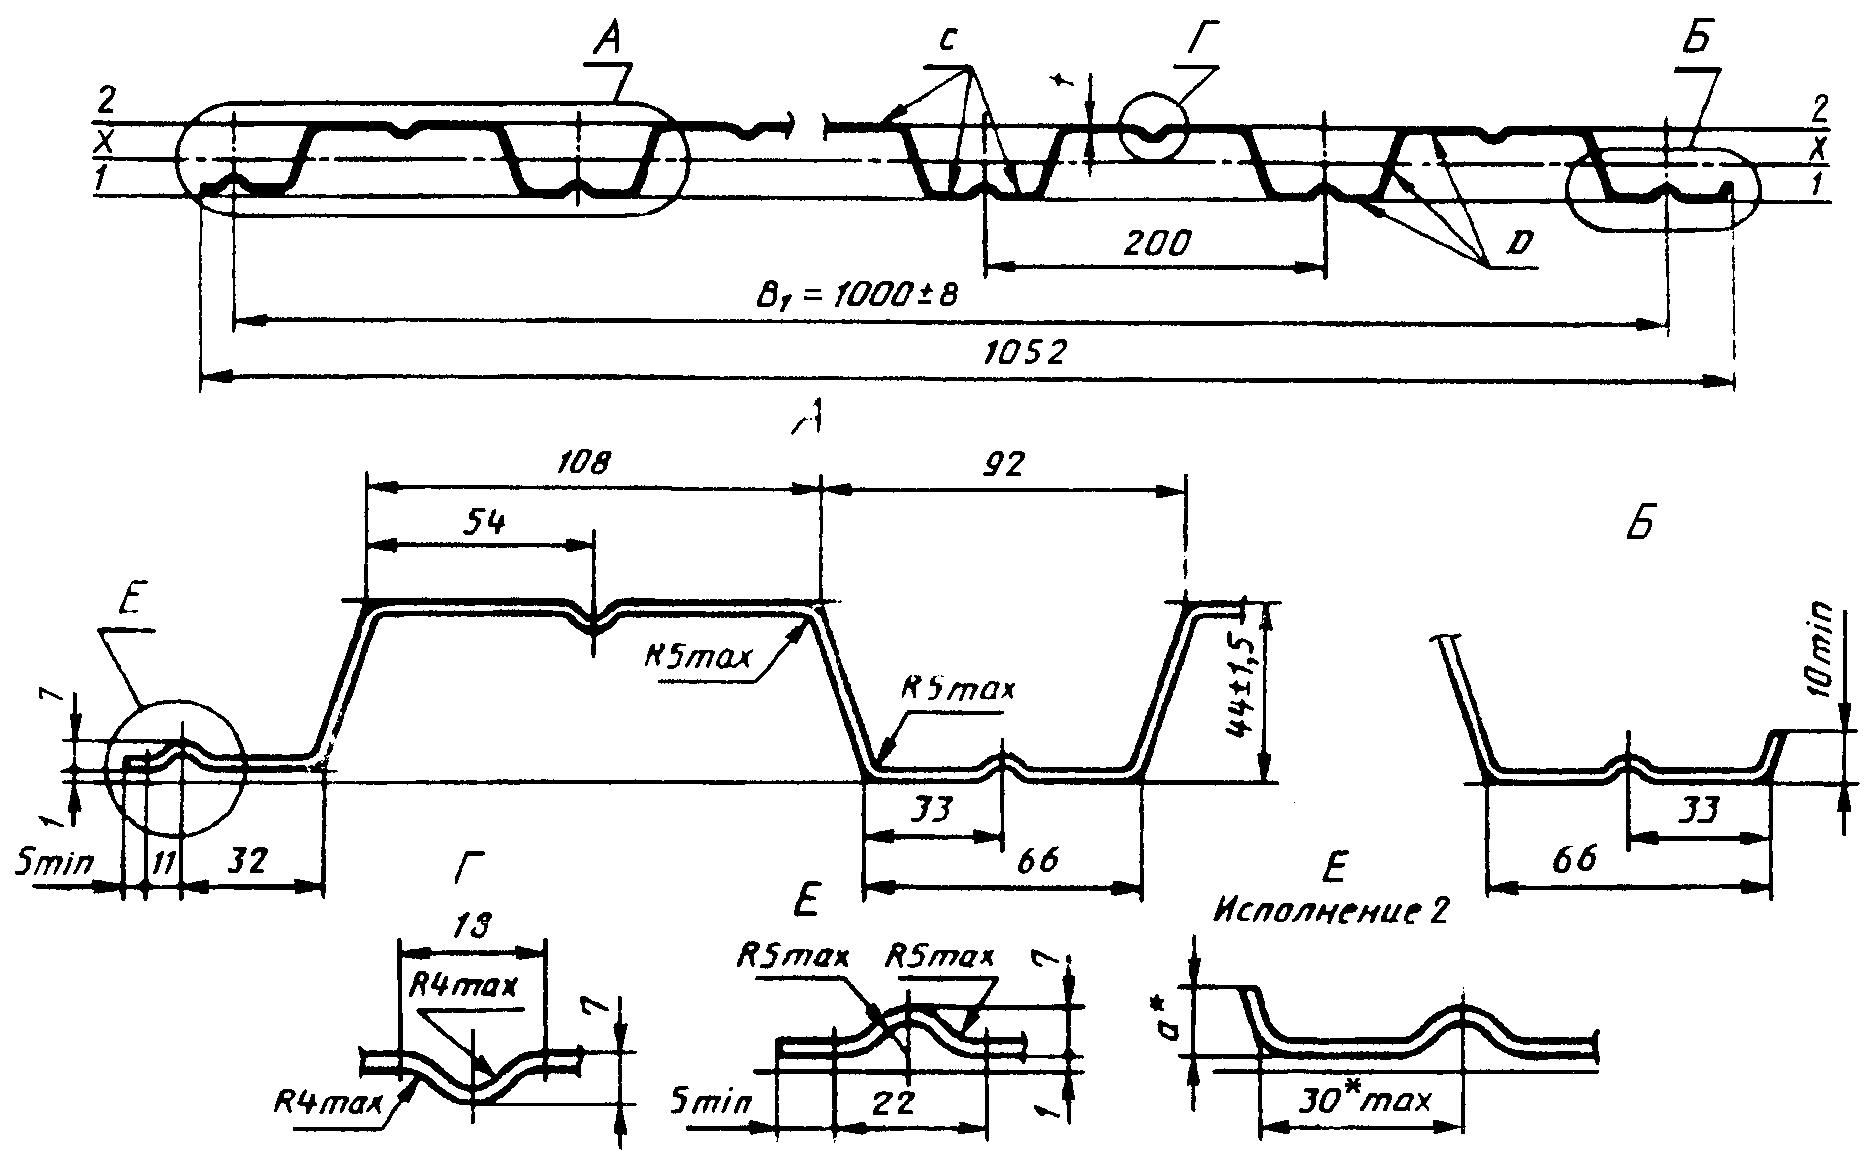 А
С
Г
Б
2
Х
1
t
2
Х
1
200
D
B₁ = 1000 ± 8
1052
А
108
92
54
Б
Е
R5max
R5max
44±1,5
10min
7
1
5min
11
32
33
66
33
66
Г
Е
Е
Исполнение 2
R4max
7
R4max
R5max
R5max
7
1
5min
22
a*
30*max